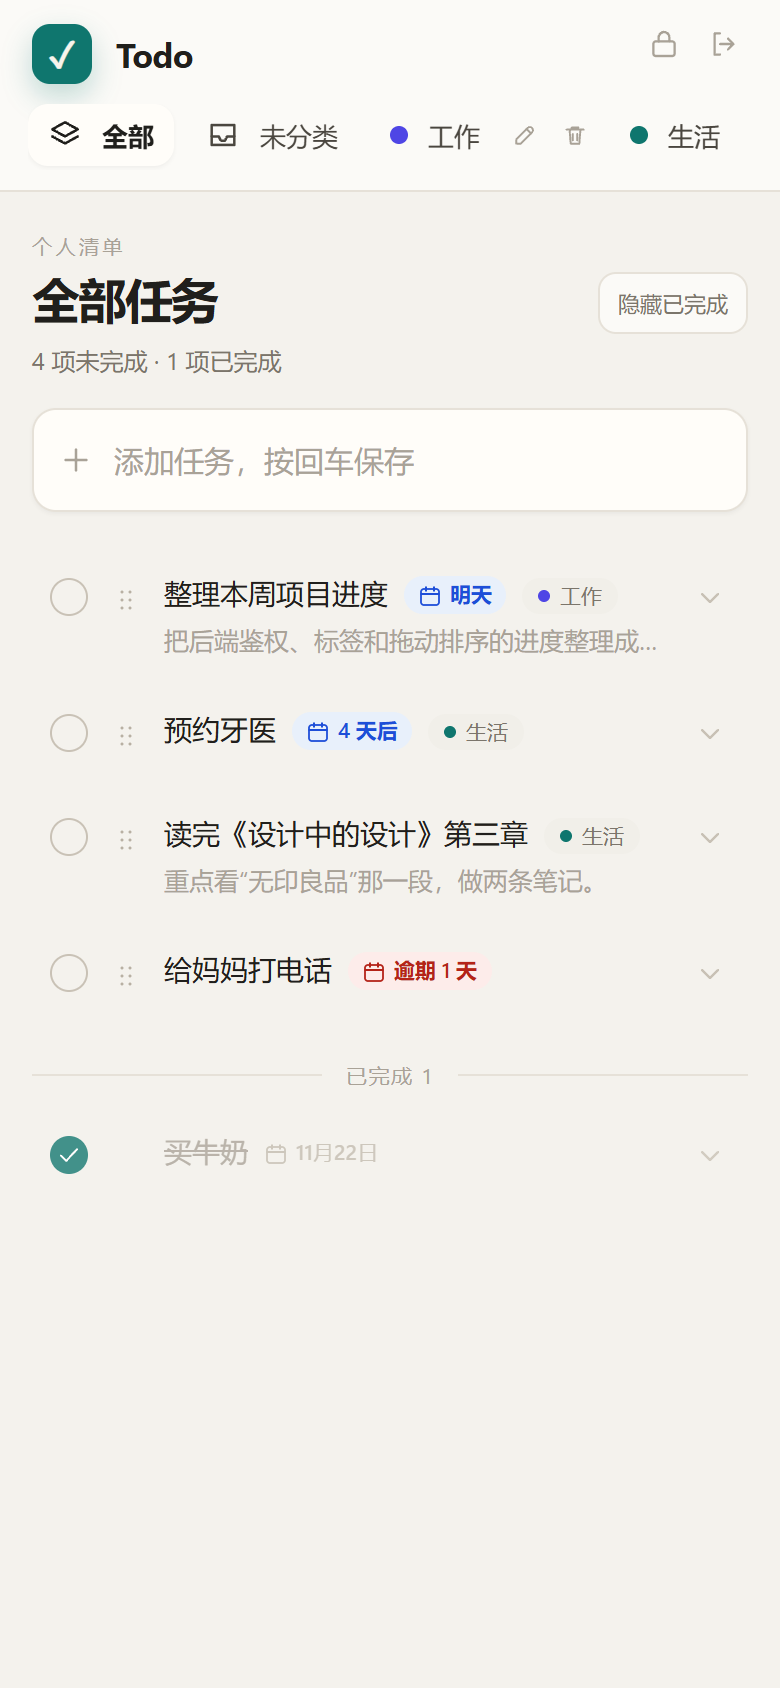 Todo
全部 未分类 工作 生活
个人清单
全部任务
隐藏已完成
4 项未完成 · 1 项已完成
添加任务，按回车保存
整理本周项目进度 明天 工作
把后端鉴权、标签和拖动排序的进度整理成...
预约牙医 4 天后 生活
读完《设计中的设计》第三章 生活
重点看“无印良品”那一段，做两条笔记。
给妈妈打电话 逾期 1 天
已完成 1
买牛奶 11月22日